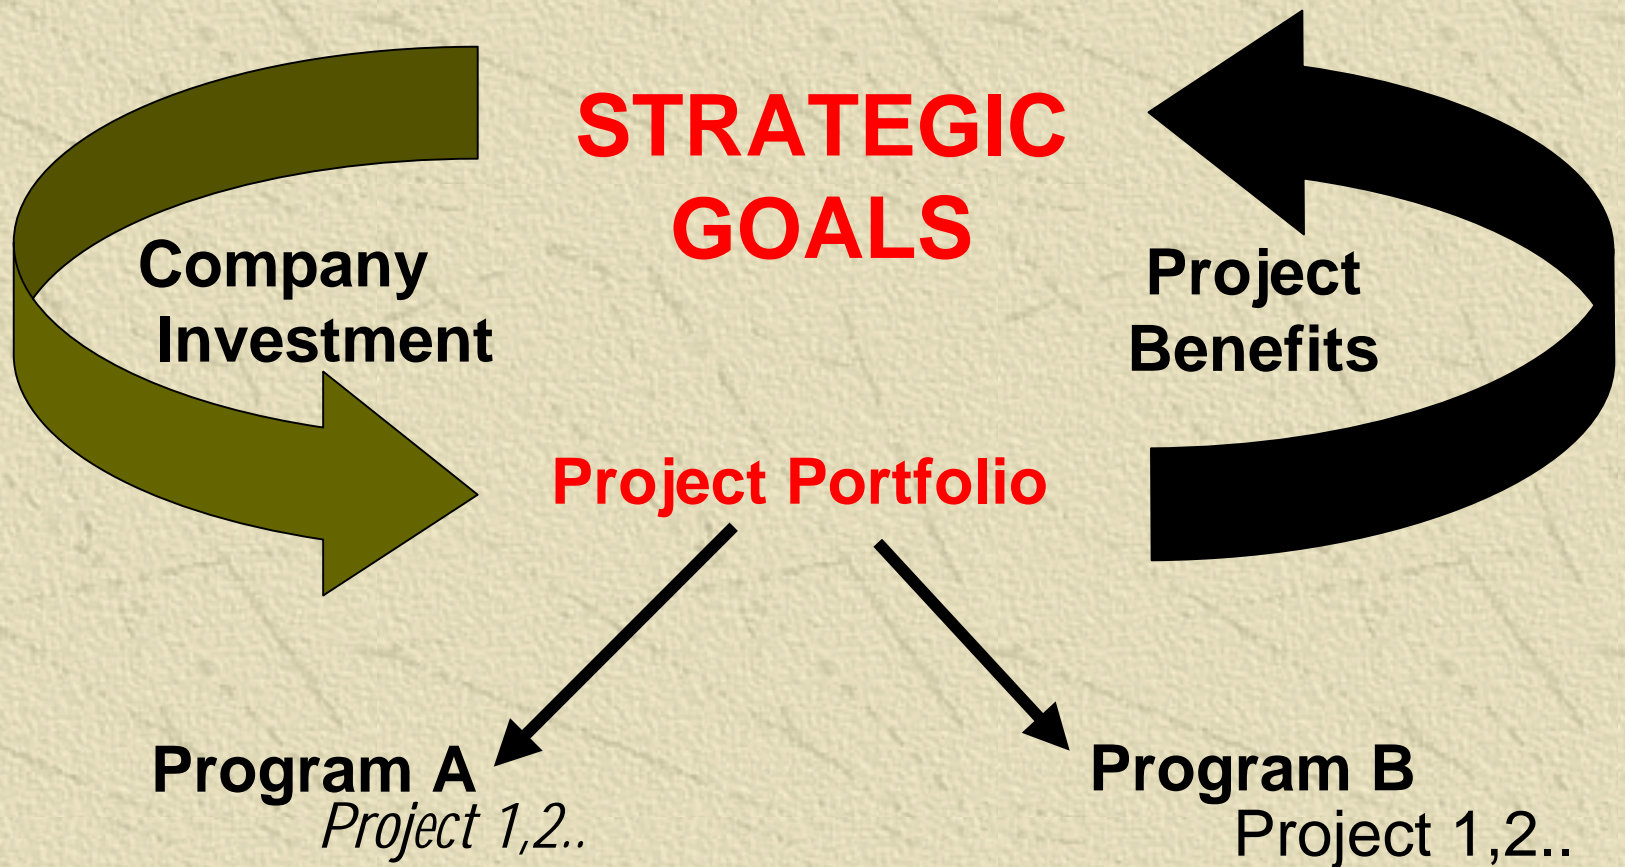 STRATEGIC
GOALS
Company
Investment
Project
Benefits
Project Portfolio
Program A
Project 1,2..
Program B
Project 1,2..